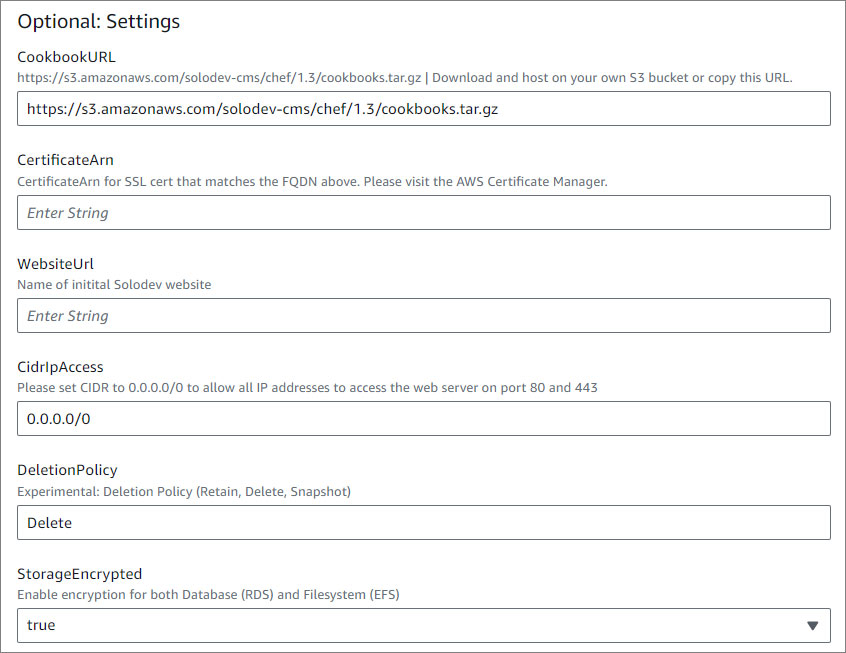 Optional: Settings
CookbookURL
https://s3.amazonaws.com/solodev-cms/chef/1.3/cookbooks.tar.gz | Download and host on your own S3 bucket or copy this URL.
https://s3.amazonaws.com/solodev-cms/chef/1.3/cookbooks.tar.gz
CertificateArn
CertificateArn for SSL cert that matches the FQDN above. Please visit the AWS Certificate Manager.
Enter String
WebsiteUrl
Name of initital Solodev website
Enter String
CidrIpAccess
Please set CIDR to 0.0.0.0/0 to allow all IP addresses to access the web server on port 80 and 443
0.0.0.0/0
DeletionPolicy
Experimental: Deletion Policy (Retain, Delete, Snapshot)
Delete
StorageEncrypted
Enable encryption for both Database (RDS) and Filesystem (EFS)
true